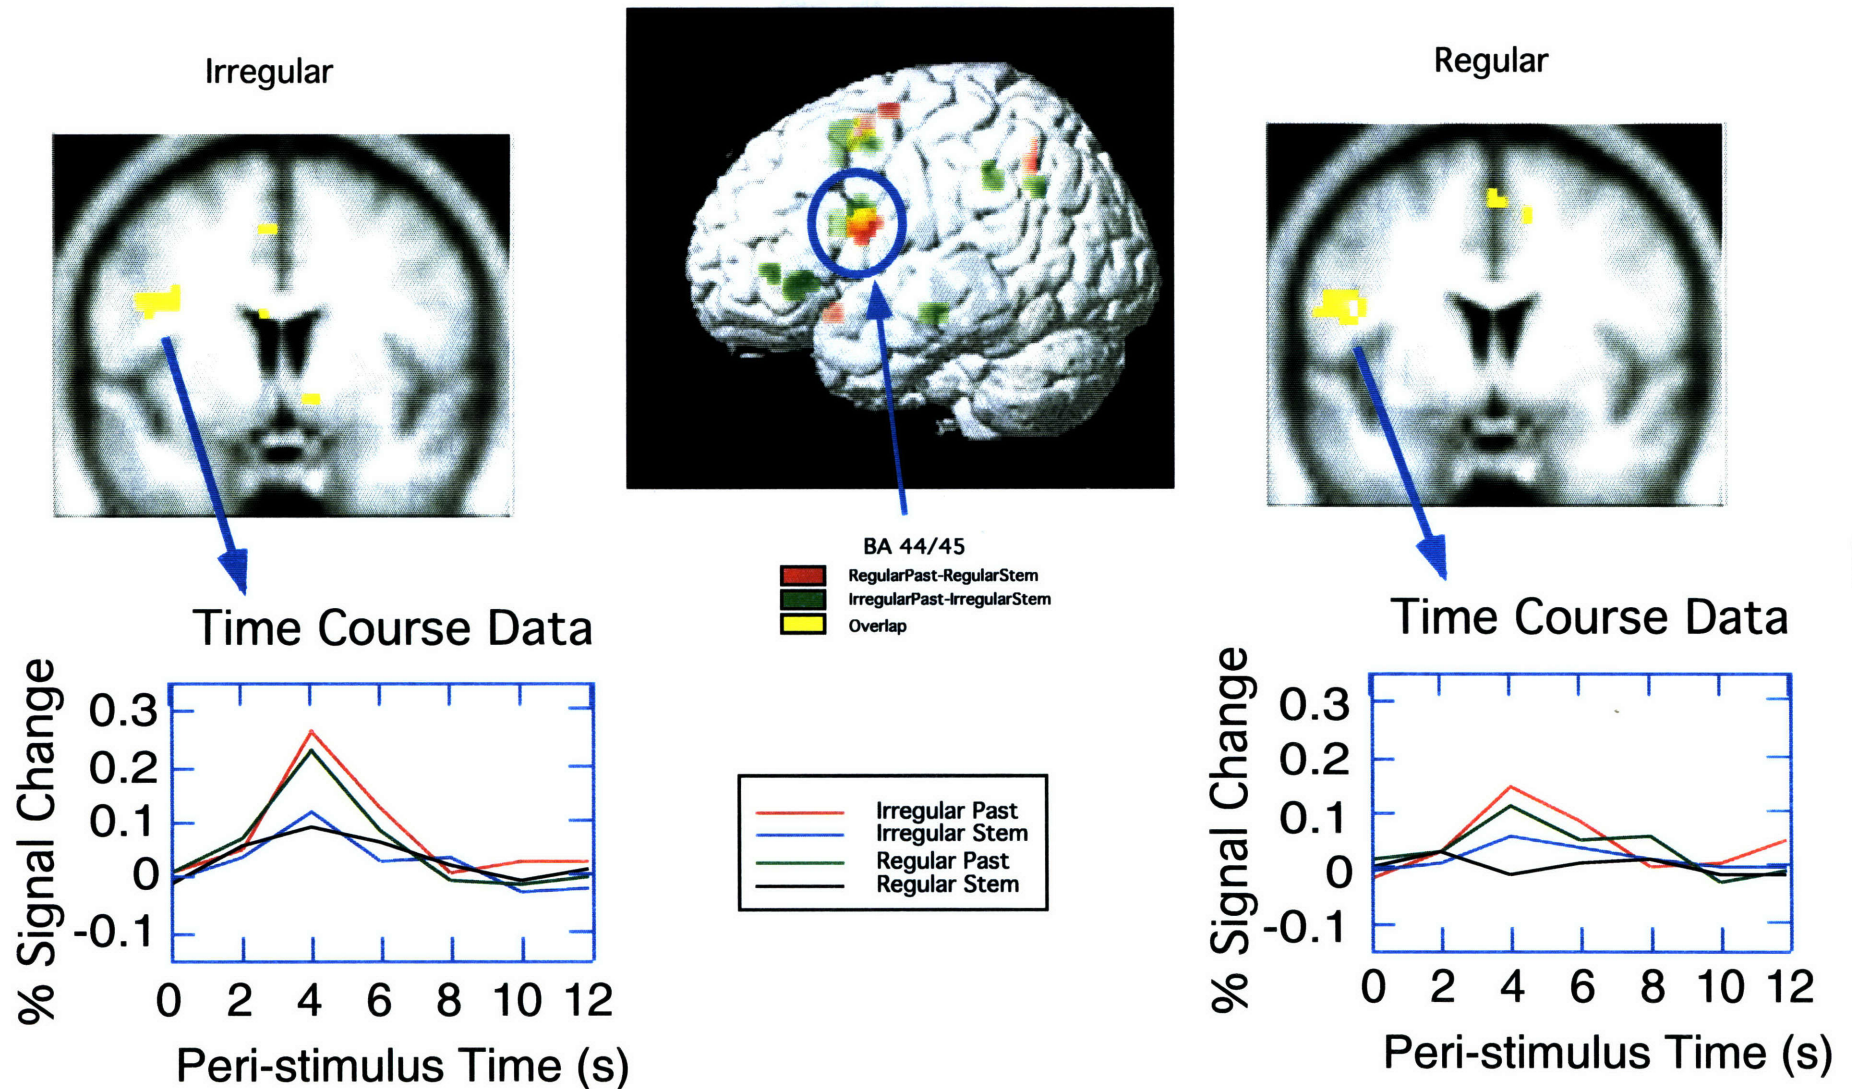 Irregular
Regular
BA 44/45
RegularPast-RegularStem
IrregularPast-IrregularStem
Overlap
Time Course Data
% Signal Change
0.3
0.2
0.1
0
-0.1
0 2 4 6 8 10 12
Peri-stimulus Time (s)
Irregular Past
Irregular Stem
Regular Past
Regular Stem
Time Course Data
% Signal Change
0.3
0.2
0.1
0
-0.1
0 2 4 6 8 10 12
Peri-stimulus Time (s)